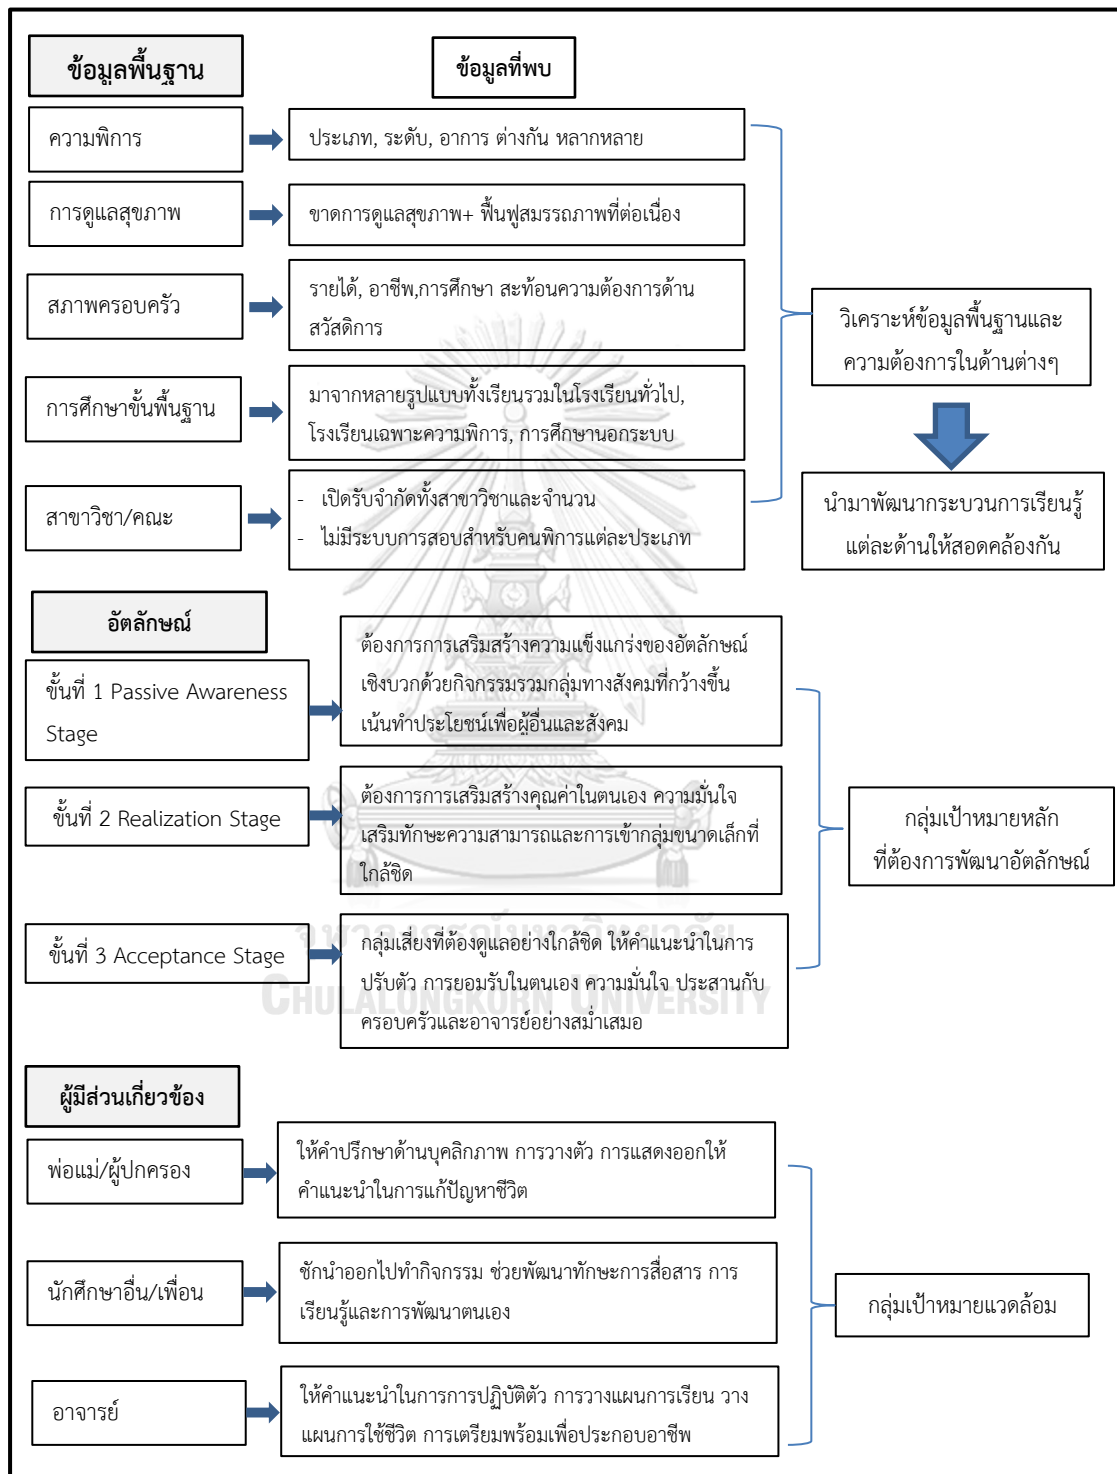 ข้อมูลพื้นฐาน
ข้อมูลที่พบ
ความพิการ
ประเภท, ระดับ, อาการ ต่างกัน หลากหลาย
การดูแลสุขภาพ
ขาดการดูแลสุขภาพ+ ฟื้นฟูสมรรถภาพที่ต่อเนื่อง
สภาพครอบครัว
รายได้, อาชีพ,การศึกษา สะท้อนความต้องการด้าน
สวัสดิการ
การศึกษาขั้นพื้นฐาน
มาจากหลายรูปแบบทั้งเรียนรวมในโรงเรียนทั่วไป,
โรงเรียนเฉพาะความพิการ, การศึกษานอกระบบ
สาขาวิชา/คณะ
- เปิดรับจำกัดทั้งสาขาวิชาและจำนวน
- ไม่มีระบบการสอบสำหรับคนพิการแต่ละประเภท
วิเคราะห์ข้อมูลพื้นฐานและ
ความต้องการในด้านต่างๆ
นำมาพัฒนากระบวนการเรียนรู้
แต่ละด้านให้สอดคล้องกัน
อัตลักษณ์
ขั้นที่ 1 Passive Awareness
Stage
ต้องการการเสริมสร้างความแข็งแกร่งของอัตลักษณ์
เชิงบวกด้วยกิจกรรมรวมกลุ่มทางสังคมที่กว้างขึ้น
เน้นทำประโยชน์เพื่อผู้อื่นและสังคม
ขั้นที่ 2 Realization Stage
ต้องการการเสริมสร้างคุณค่าในตนเอง ความมั่นใจ
เสริมทักษะความสามารถและการเข้ากลุ่มขนาดเล็กที่
ใกล้ชิด
ขั้นที่ 3 Acceptance Stage
กลุ่มเสี่ยงที่ต้องดูแลอย่างใกล้ชิด ให้คำแนะนำในการ
ปรับตัว การยอมรับในตนเอง ความมั่นใจ ประสานกับ
ครอบครัวและอาจารย์อย่างสม่ำเสมอ
กลุ่มเป้าหมายหลัก
ที่ต้องการพัฒนาอัตลักษณ์
จุฬาลงกรณ์มหาวิทยาลัย
CHULALONGKORN UNIVERSITY
ผู้มีส่วนเกี่ยวข้อง
พ่อแม่/ผู้ปกครอง
ให้คำปรึกษาด้านบุคลิกภาพ การวางตัว การแสดงออกให้
คำแนะนำในการแก้ปัญหาชีวิต
นักศึกษาอื่น/เพื่อน
ชักนำออกไปทำกิจกรรม ช่วยพัฒนาทักษะการสื่อสาร การ
เรียนรู้และการพัฒนาตนเอง
อาจารย์
ให้คำแนะนำในการการปฏิบัติตัว การวางแผนการเรียน วาง
แผนการใช้ชีวิต การเตรียมพร้อมเพื่อประกอบอาชีพ
กลุ่มเป้าหมายแวดล้อม